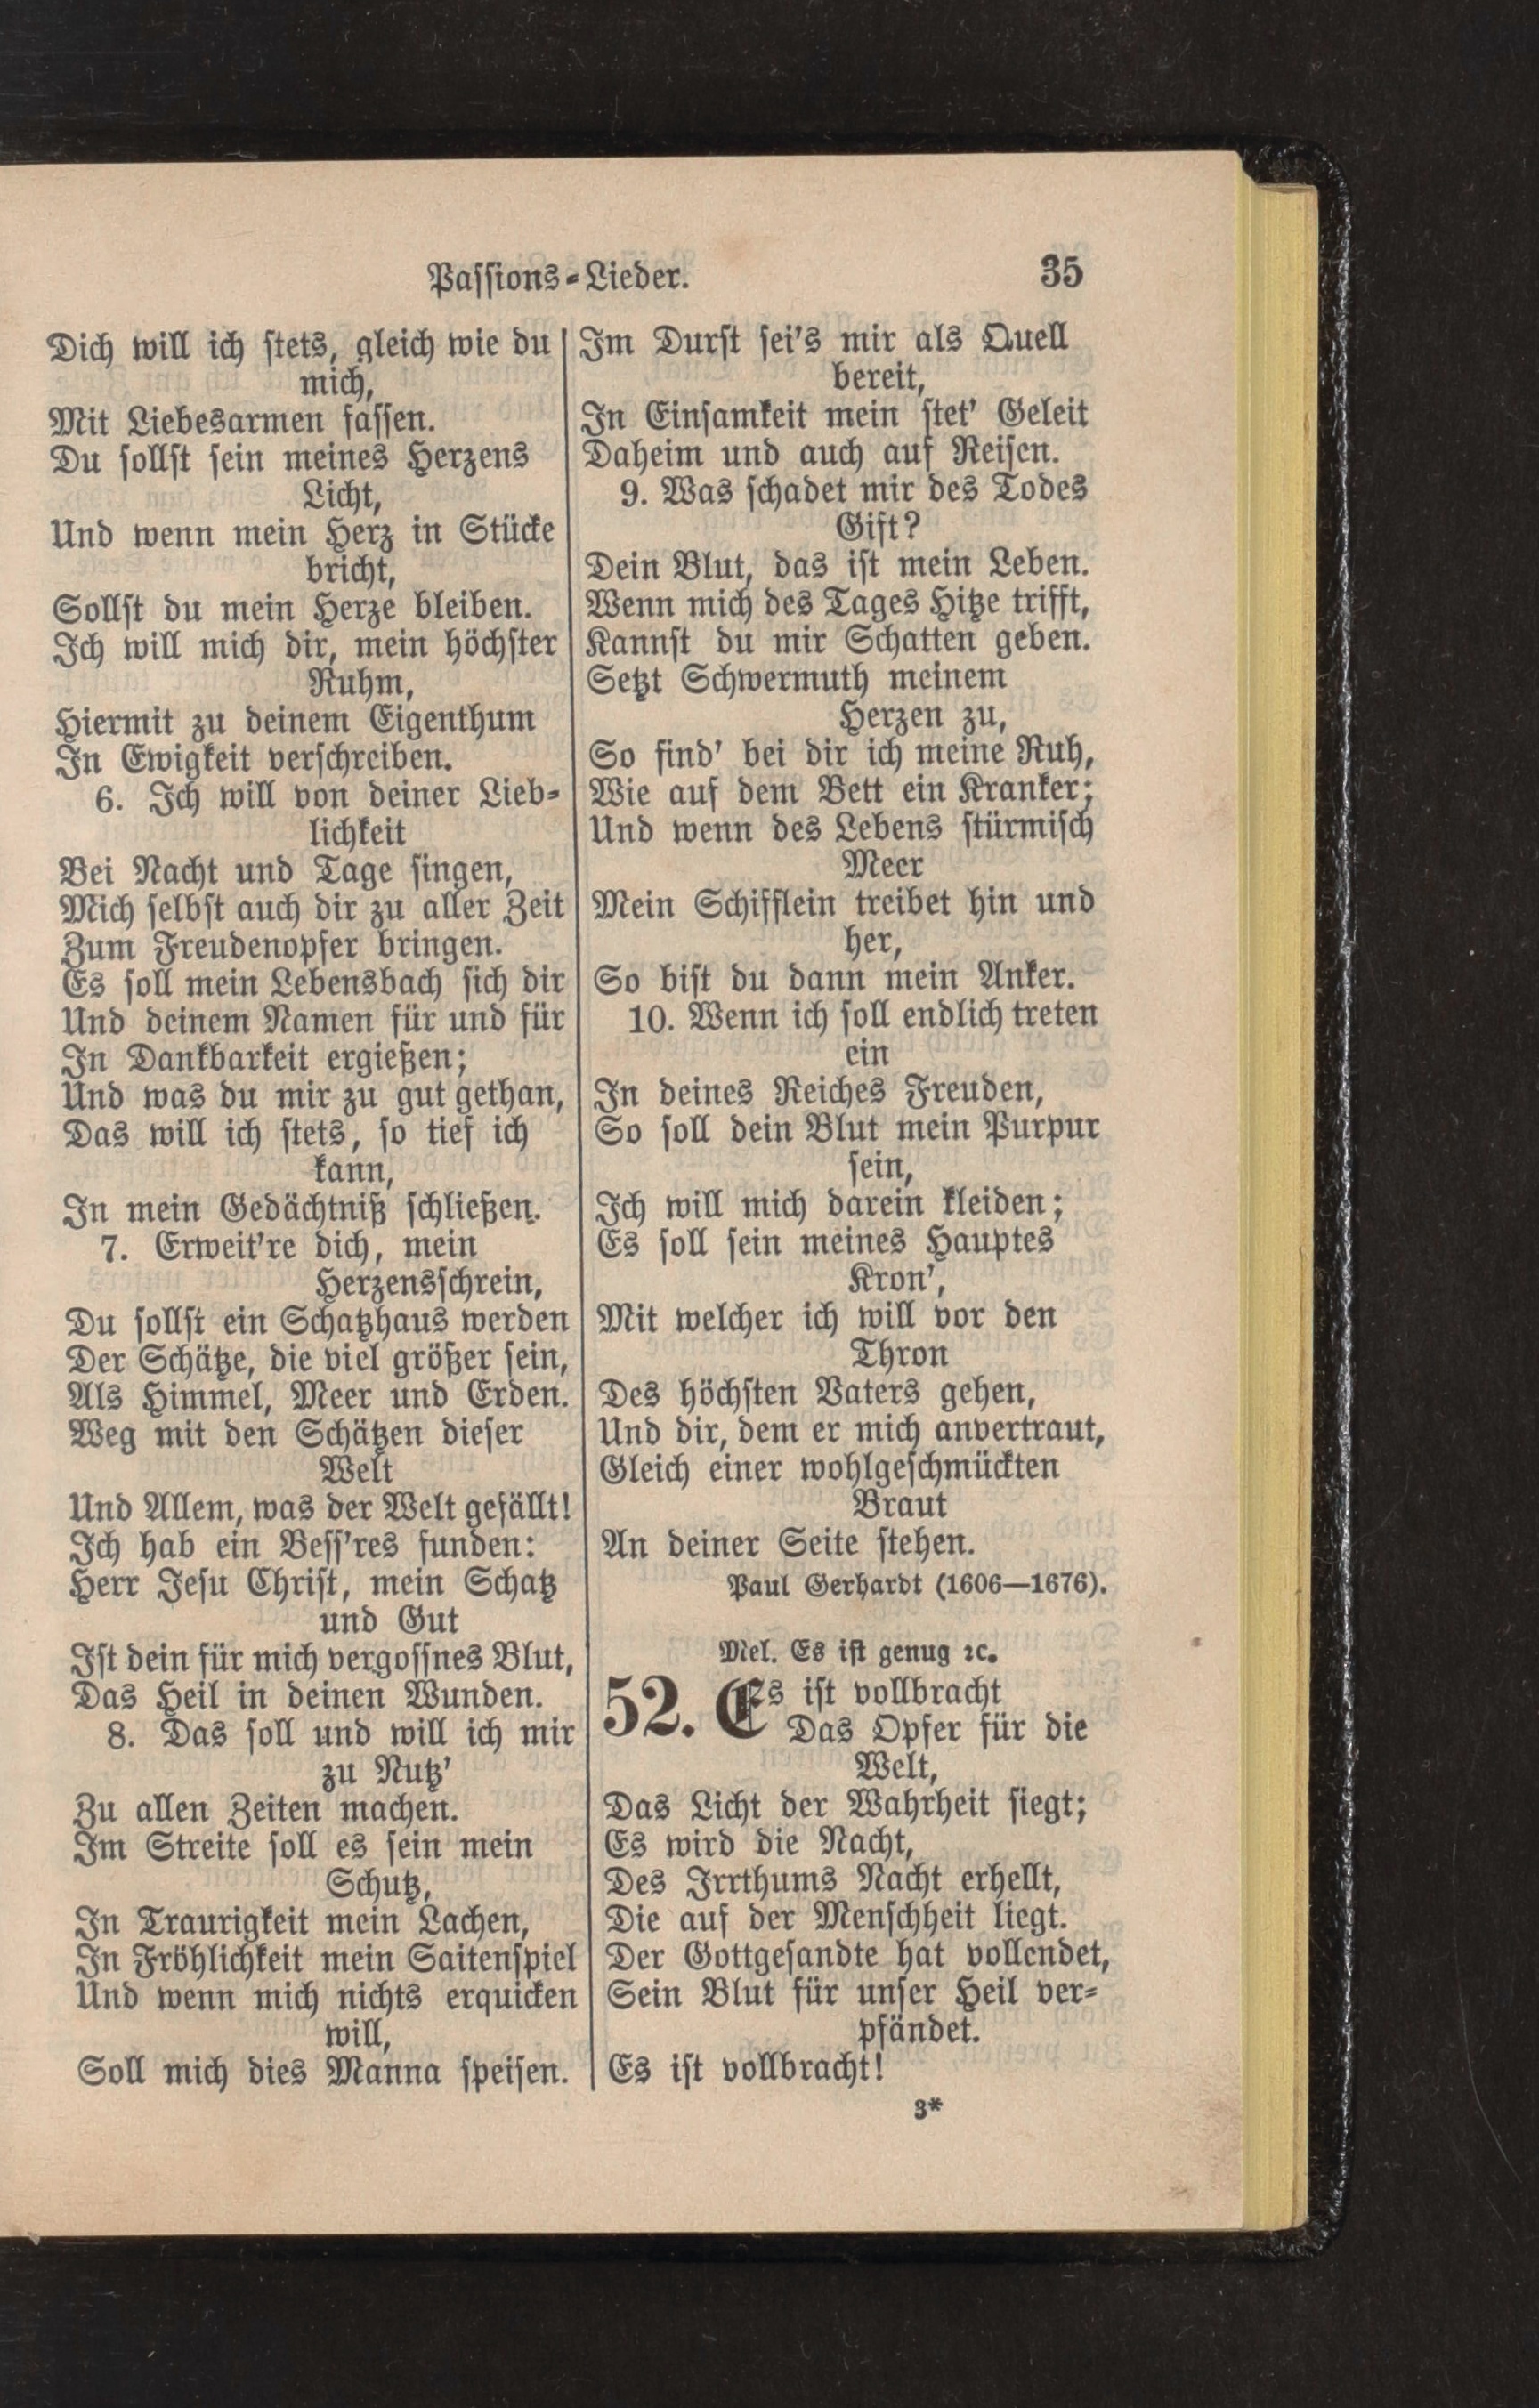 Passions-Lieder.
35
Dich will ich stets, gleich wie du
mich,
Mit Liebesarmen fassen.
Du sollst sein meines Herzens
Licht,
Und wenn mein Herz in Stücke
bricht,
Sollst du mein Herze bleiben.
Ich will mich dir, mein höchster
Ruhm,
Hiermit zu deinem Eigenthum
In Ewigkeit verschreiben.
6. Ich will von deiner Lieb-
lichkeit
Bei Nacht und Tage singen,
Mich selbst auch dir zu aller Zeit
Zum Freudenopfer bringen.
Es soll mein Lebensbach sich dir
Und deinem Namen für und für
In Dankbarkeit ergießen;
Und was du mir zu gut gethan,
Das will ich stets, so tief ich
kann,
In mein Gedächtniß schließen.
7. Erweit're dich, mein
Herzensschrein,
Du sollst ein Schatzhaus werden
Der Schätze, die viel größer sein,
Als Himmel, Meer und Erden.
Weg mit den Schätzen dieser
Welt
Und Allem, was der Welt gefällt!
Ich hab ein Bess'res funden:
Herr Jesu Christ, mein Schatz
und Gut
Ist dein für mich vergossnes Blut,
Das Heil in deinen Wunden.
8. Das soll und will ich mir
zu Nutz'
Zu allen Zeiten machen.
Im Streite soll es sein mein
Schutz,
In Traurigkeit mein Lachen,
In Fröhlichkeit mein Saitenspiel
Und wenn mich nichts erquicken
will,
Soll mich dies Manna speisen.
Im Durst sei's mir als Quell
bereit,
In Einsamkeit mein stet' Geleit
Daheim und auch auf Reisen.
9. Was schadet mir des Todes
Gift?
Dein Blut, das ist mein Leben.
Wenn mich des Tages Hitze trifft,
Kannst du mir Schatten geben.
Setzt Schwermuth meinem
Herzen zu,
So find' bei dir ich meine Ruh,
Wie auf dem Bett ein Kranker;
Und wenn des Lebens stürmisch
Meer
Mein Schifflein treibet hin und
her,
So bist du dann mein Anker.
10. Wenn ich soll endlich treten
ein
In deines Reiches Freuden,
So soll dein Blut mein Purpur
sein,
Ich will mich darein kleiden;
Es soll sein meines Hauptes
Kron',
Mit welcher ich will vor den
Thron
Des höchsten Vaters gehen,
Und dir, dem er mich anvertraut,
Gleich einer wohlgeschmückten
Braut
An deiner Seite stehen.
Paul Gerhardt (1606—1676).
Mel. Es ist genug ꝛc.
52. Es ist vollbracht
Das Opfer für die
Welt,
Das Licht der Wahrheit siegt;
Es wird die Nacht,
Des Irrthums Nacht erhellt,
Die auf der Menschheit liegt.
Der Gottgesandte hat vollendet,
Sein Blut für unser Heil ver-
pfändet.
Es ist vollbracht!
3*